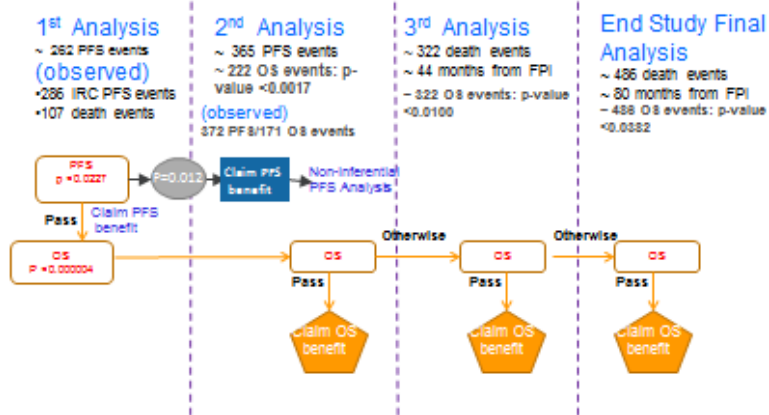 1st Analysis
~ 262 PFS events
(observed)
•286 IRC PFS events
•107 death events
2nd Analysis
~ 365 PFS events
~ 222 OS events: p-
value <0.0017
(observed)
372 PFS/171 OS events
3rd Analysis
~ 322 death events
~ 44 months from FPI
– 322 OS events: p-value
<0.0100
End Study Final
Analysis
~ 486 death events
~ 80 months from FPI
– 486 OS events: p-value
<0.0382
PFS
p <0.0227
P=0.012
Claim PFS
benefit
Non-Inferential
PFS Analysis
Pass
Claim PFS
benefit
OS
P <0.000004
OS
Otherwise
OS
Otherwise
OS
Pass
Pass
Pass
Claim OS
benefit
Claim OS
benefit
Claim OS
benefit